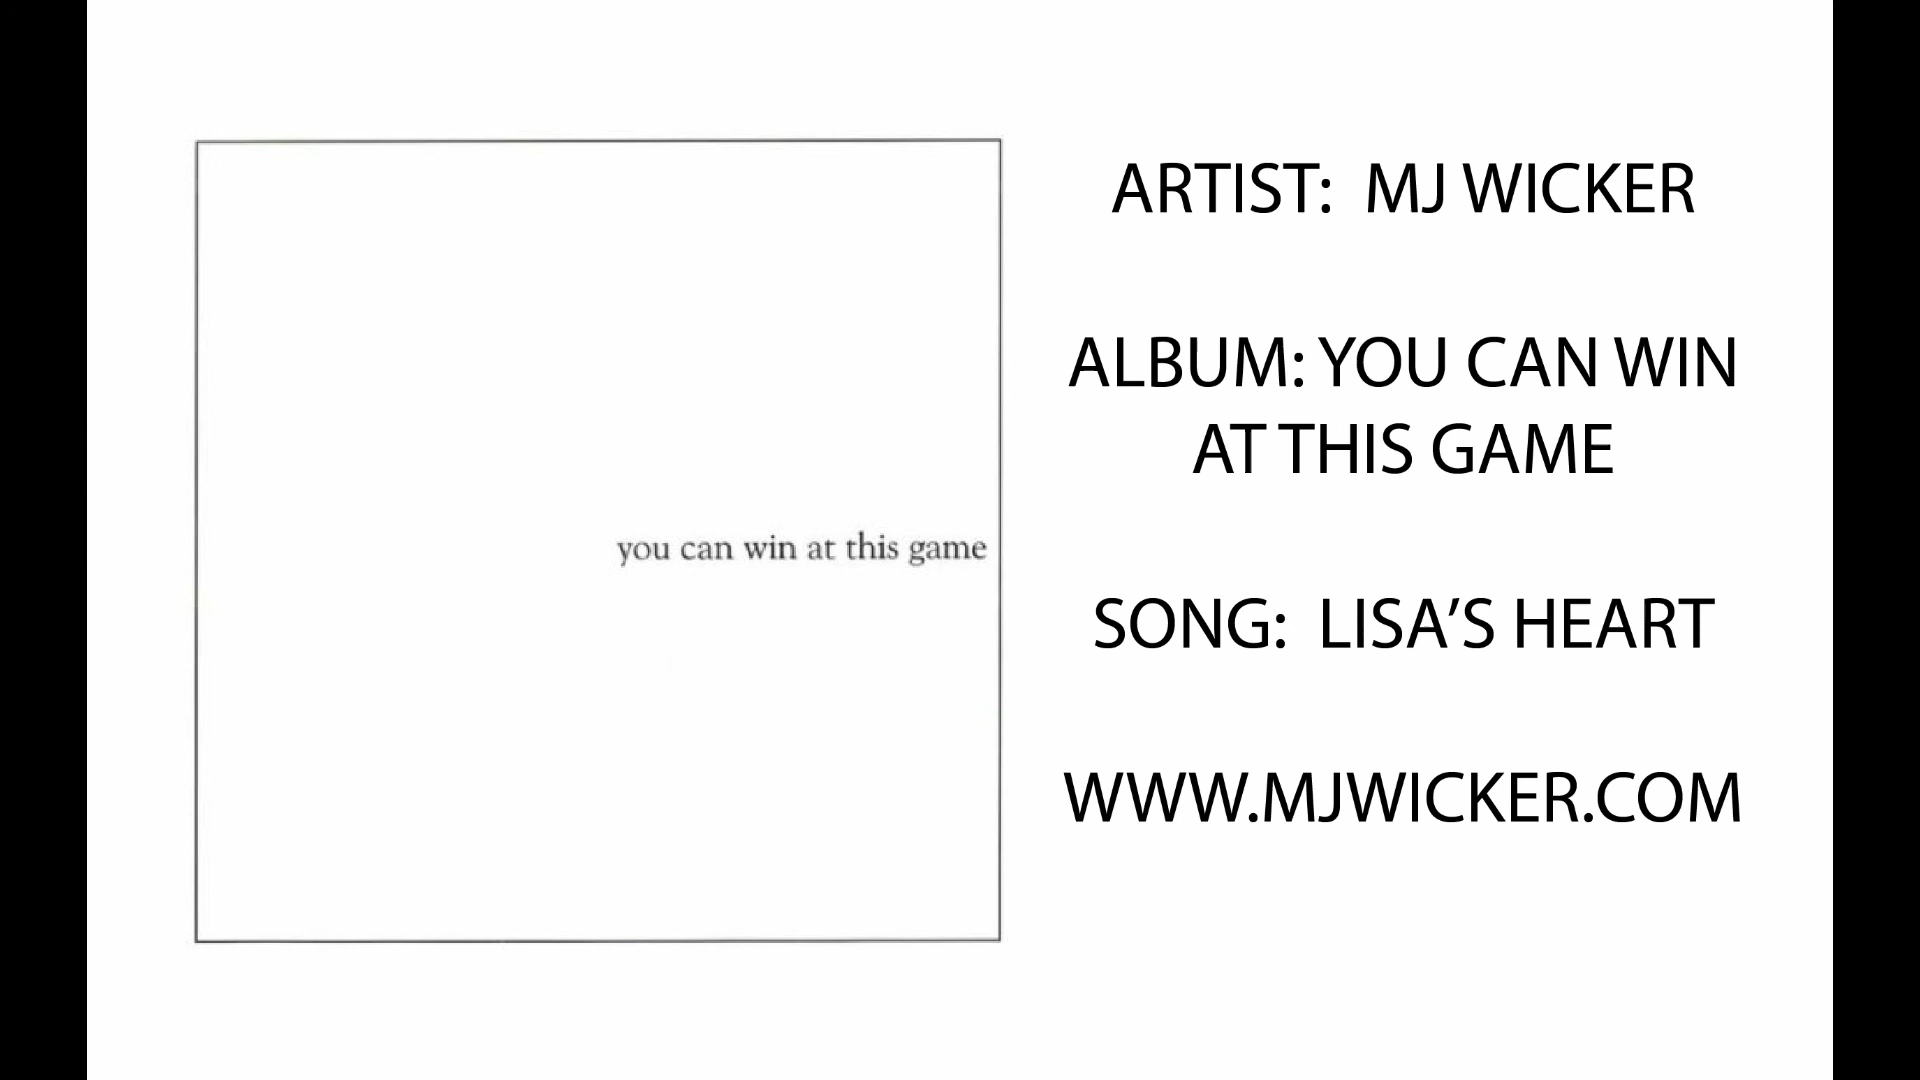 you can win at this game
ARTIST: MJ WICKER
ALBUM: YOU CAN WIN
AT THIS GAME
SONG: LISA’S HEART
WWW.MJWICKER.COM